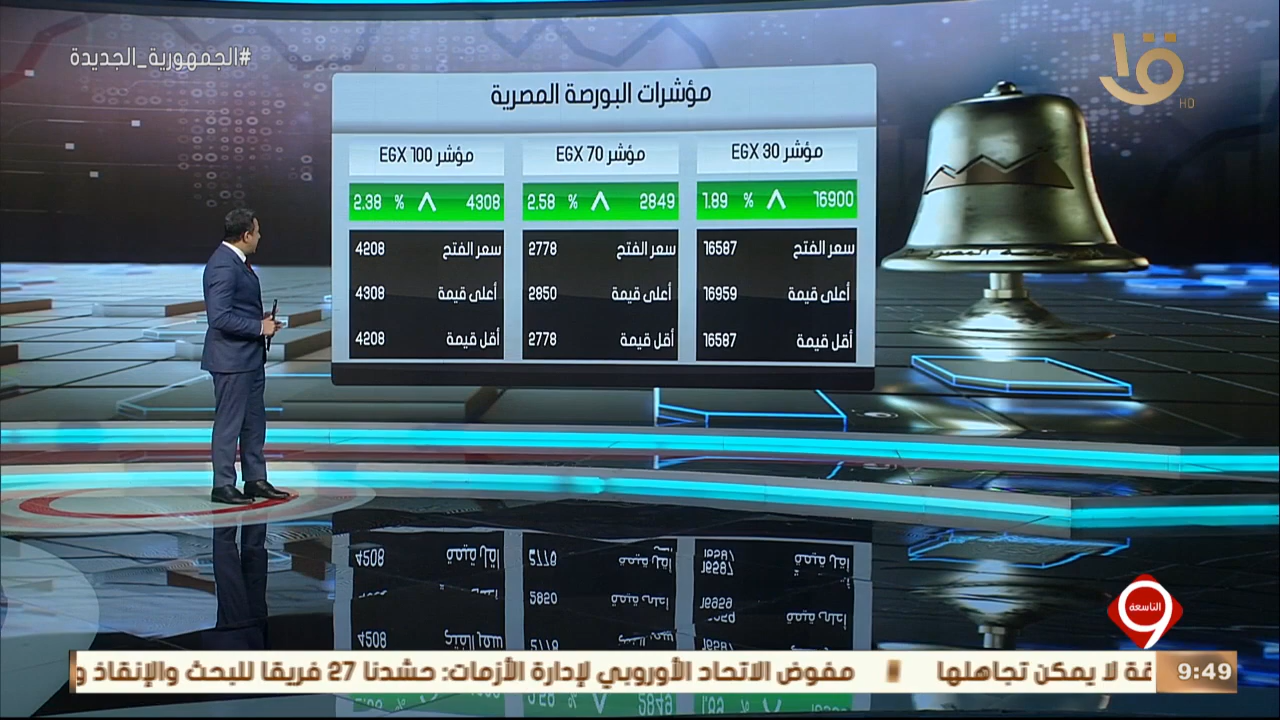 #الجمهورية_الجديدة
HD
مؤشرات البورصة المصرية
مؤشر EGX 30
16900 % 1.89
سعر الفتح 16587
أعلى قيمة 16959
أقل قيمة 16587
مؤشر EGX 70
2849 % 2.58
سعر الفتح 2778
أعلى قيمة 2850
أقل قيمة 2778
مؤشر EGX 100
4308 % 2.38
سعر الفتح 4208
أعلى قيمة 4308
أقل قيمة 4208
التاسعة
9
9:49
لا يمكن تجاهلها
مفوض الاتحاد الأوروبي لإدارة الأزمات: حشدنا 27 فريقا للبحث والإنقاذ و